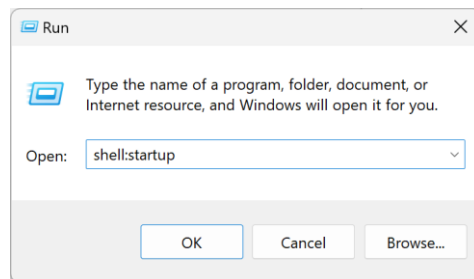 Run
Type the name of a program, folder, document, or
Internet resource, and Windows will open it for you.
Open: shell:startup
OK Cancel Browse...